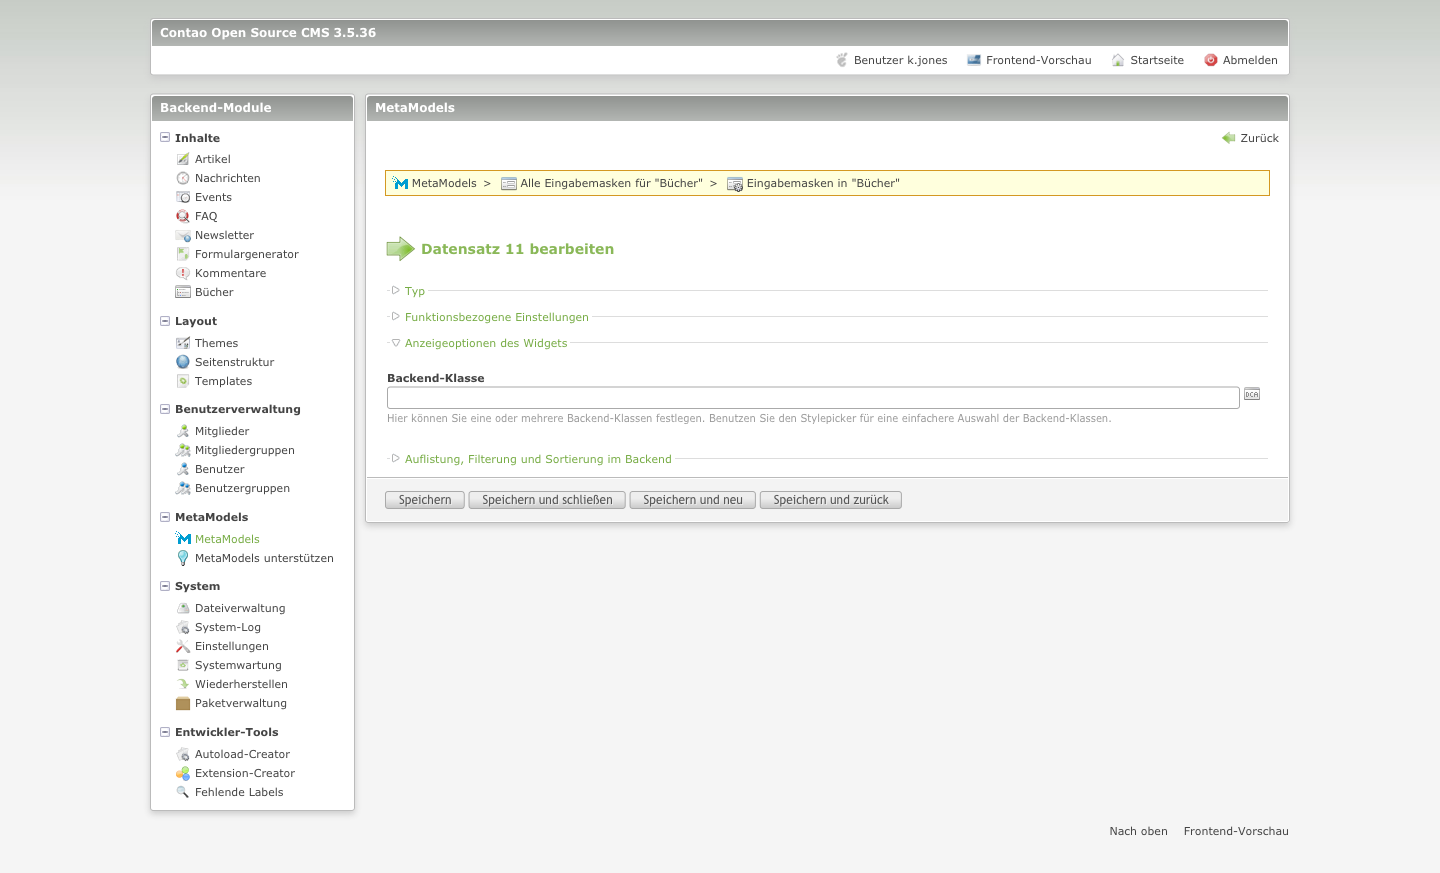 Contao Open Source CMS 3.5.36
Benutzer k.jones Frontend-Vorschau Startseite Abmelden
Backend-Module
Inhalte
Artikel
Nachrichten
Events
FAQ
Newsletter
Formulargenerator
Kommentare
Bücher
Layout
Themes
Seitenstruktur
Templates
Benutzerverwaltung
Mitglieder
Mitgliedergruppen
Benutzer
Benutzergruppen
MetaModels
MetaModels
MetaModels unterstützen
System
Dateiverwaltung
System-Log
Einstellungen
Systemwartung
Wiederherstellen
Paketverwaltung
Entwickler-Tools
Autoload-Creator
Extension-Creator
Fehlende Labels
MetaModels
Zurück
MetaModels > Alle Eingabemasken für "Bücher" > Eingabemasken in "Bücher"
Datensatz 11 bearbeiten
Typ
Funktionsbezogene Einstellungen
Anzeigeoptionen des Widgets
Backend-Klasse
DCA
Hier können Sie eine oder mehrere Backend-Klassen festlegen. Benutzen Sie den Stylepicker für eine einfachere Auswahl der Backend-Klassen.
Auflistung, Filterung und Sortierung im Backend
Speichern Speichern und schließen Speichern und neu Speichern und zurück
Nach oben Frontend-Vorschau